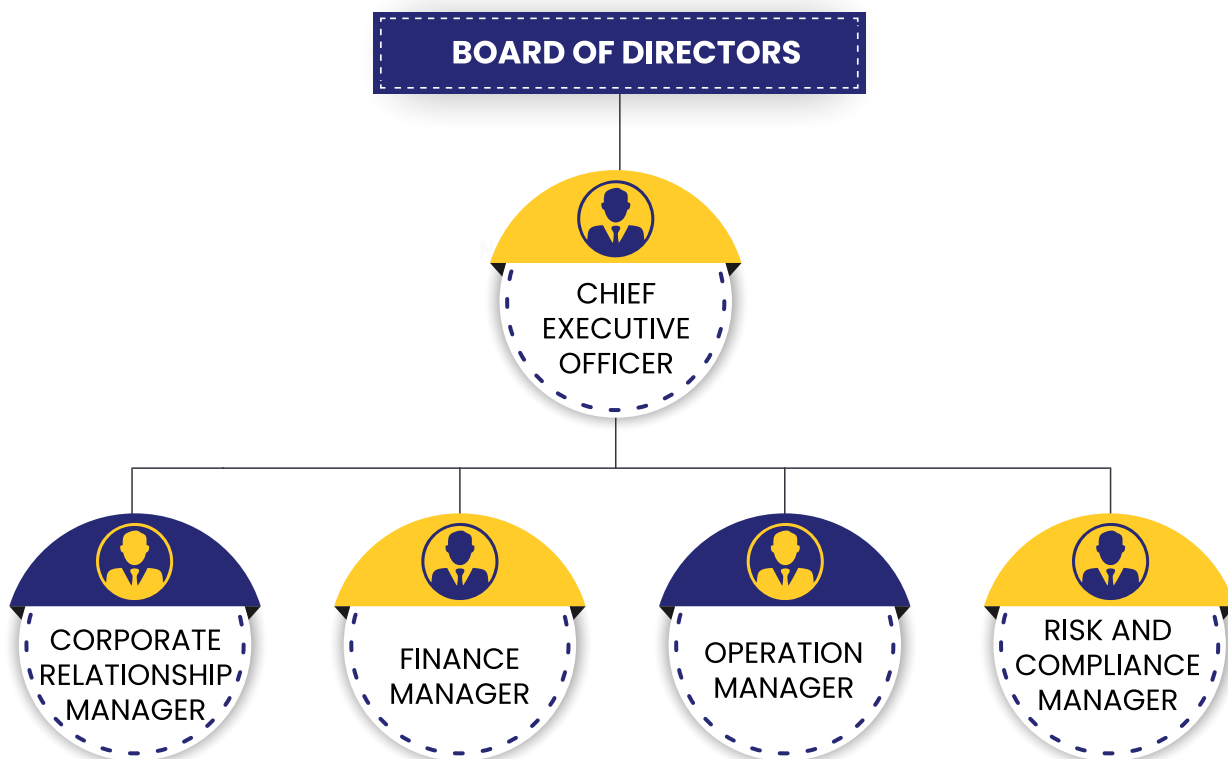 BOARD OF DIRECTORS
CHIEF
EXECUTIVE
OFFICER
CORPORATE
RELATIONSHIP
MANAGER
FINANCE
MANAGER
OPERATION
MANAGER
RISK AND
COMPLIANCE
MANAGER